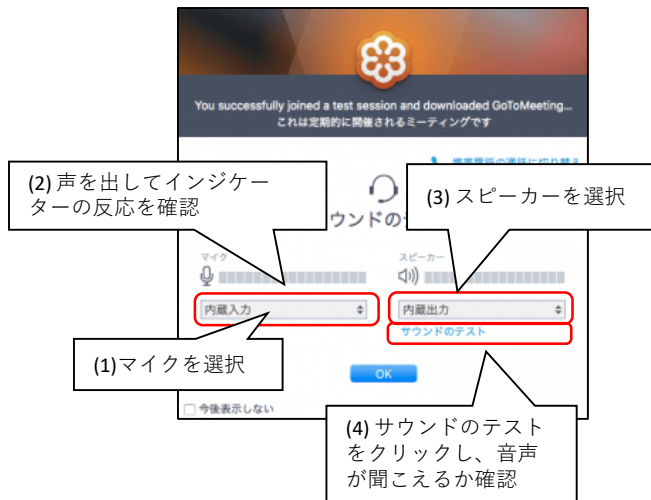 You successfully joined a test session and downloaded GoToMeeting...
これは定期的に開催されるミーティングです
(2) 声を出してインジケー
ターの反応を確認
(3) スピーカーを選択
ウンドの
マイク
スピーカー
内蔵入力
内蔵出力
サウンドのテスト
(1)マイクを選択
OK
今後表示しない
(4) サウンドのテスト
をクリックし、音声
が聞こえるか確認